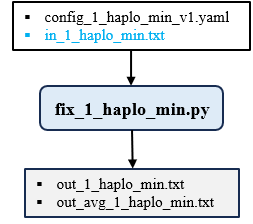 ▪ config_1_haplo_min_v1.yaml
▪ in_1_haplo_min.txt
fix_1_haplo_min.py
▪ out_1_haplo_min.txt
▪ out_avg_1_haplo_min.txt